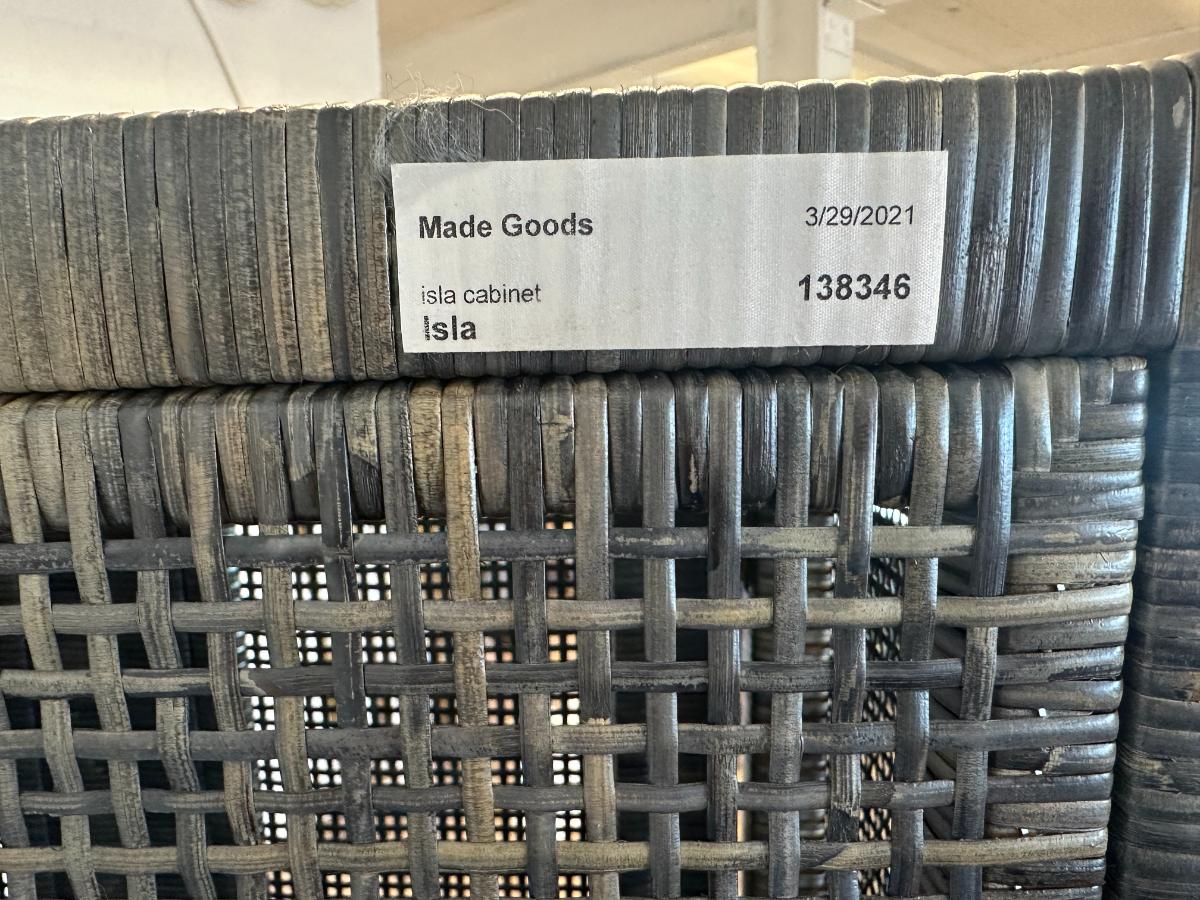 Made Goods 3/29/2021
isla cabinet 138346
Isla